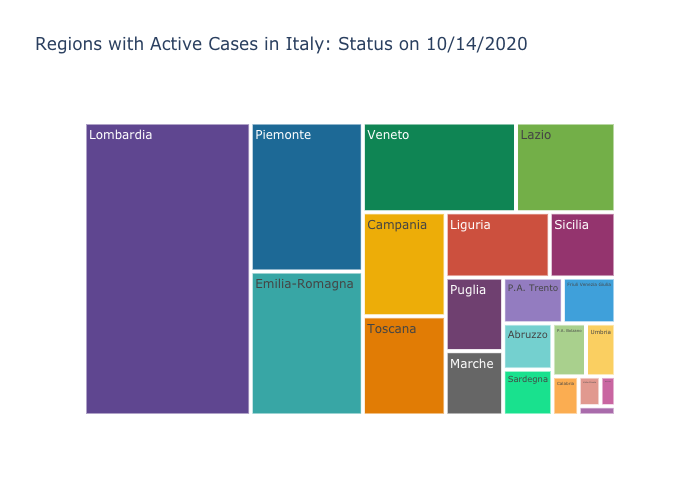 Regions with Active Cases in Italy: Status on 10/14/2020
Lombardia
Piemonte
Veneto
Lazio
Campania
Liguria
Sicilia
Emilia-Romagna
Puglia
P.A. Trento
Friuli Venezia Giulia
Toscana
Abruzzo
P.A. Bolzano
Umbria
Marche
Sardegna
Calabria